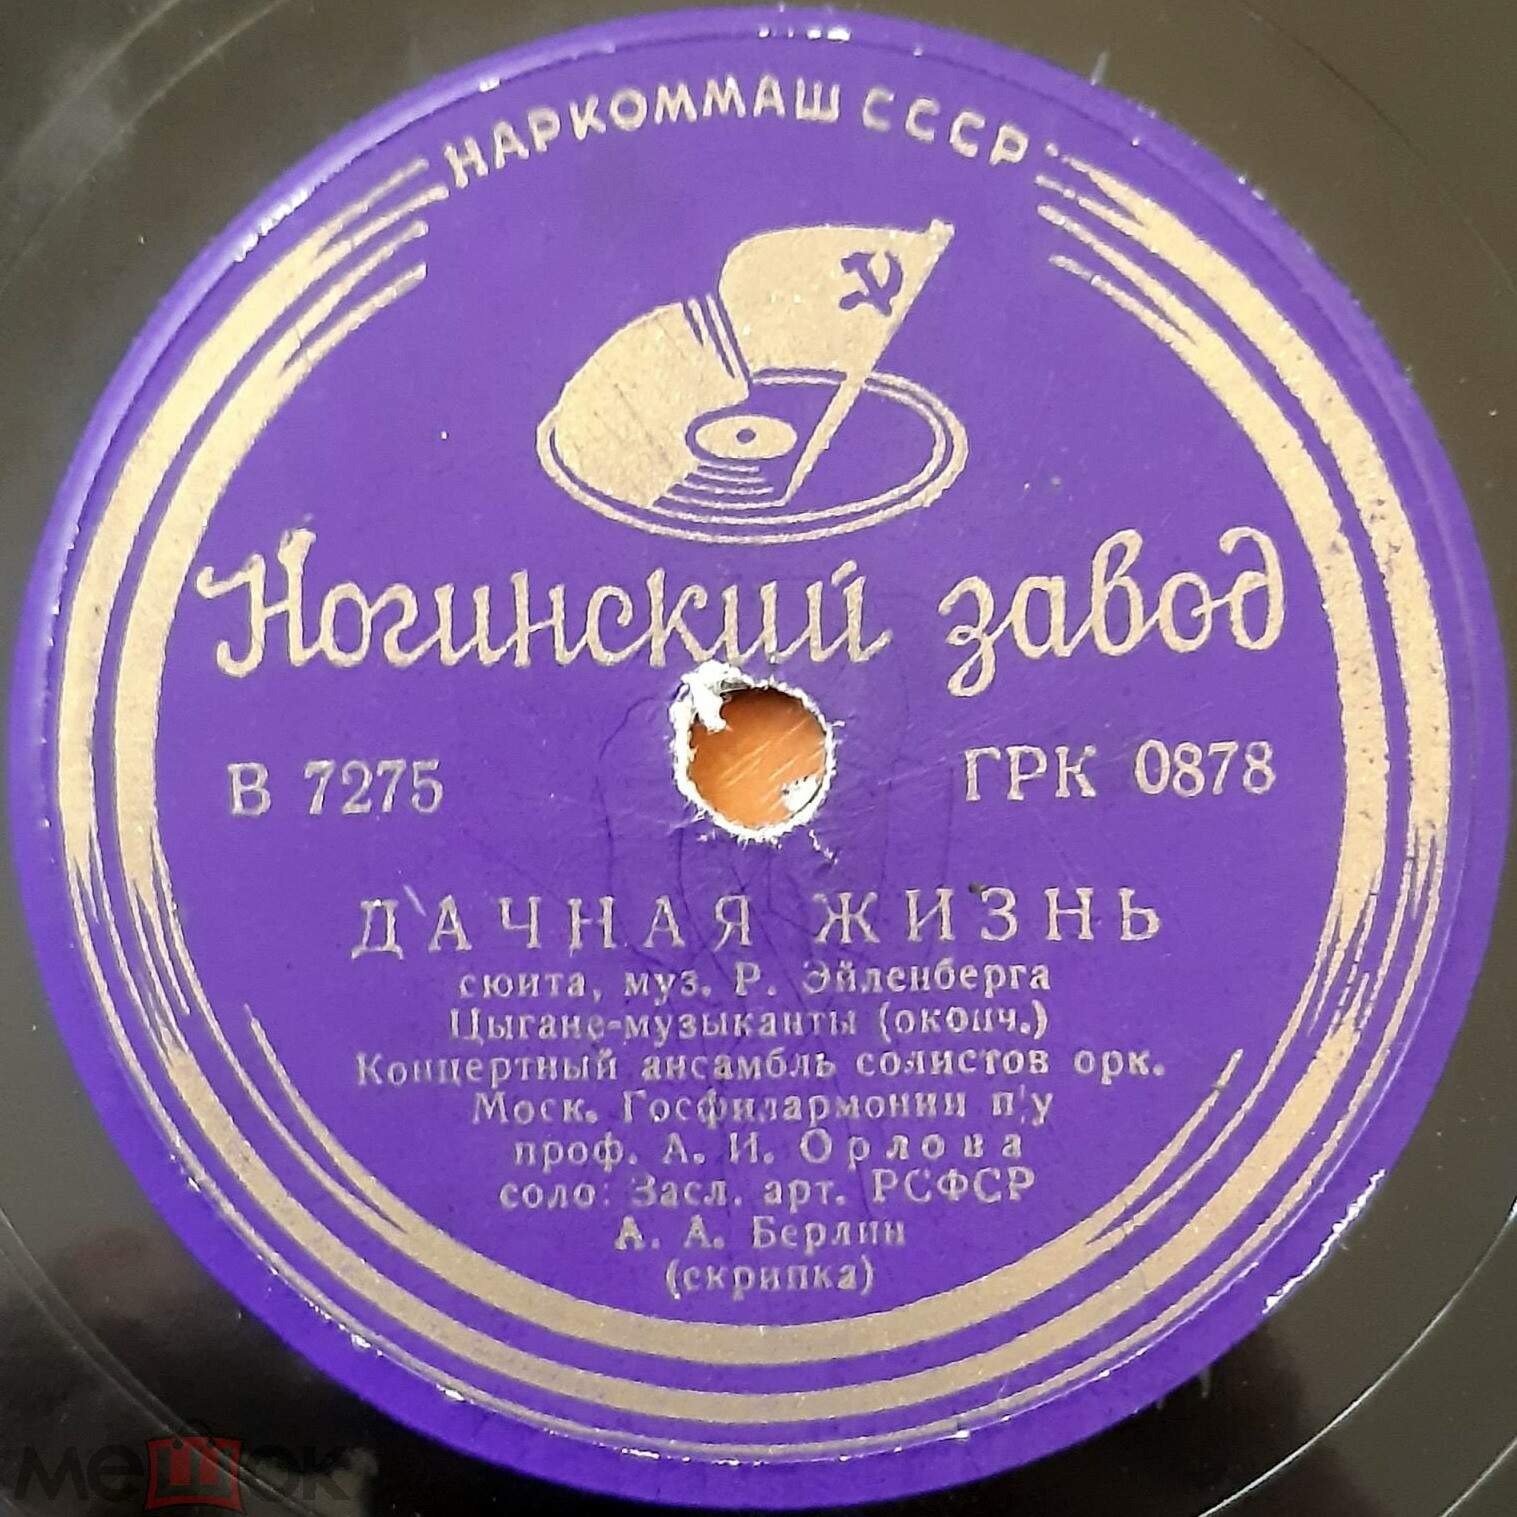 НАРКОММАШ СССР
Ногинский завод
В 7275 ГРК 0878
ДАЧНАЯ ЖИЗНЬ
сюита, муз. Р. Эйленберга
Цыгане-музыканты (оконч.)
Концертный ансамбль солистов орк.
Моск. Госфилармонии п/у
проф. А. И. Орлова
соло: Засл. арт. РСФСР
А. А. Берлин
(скрипка)
мешок